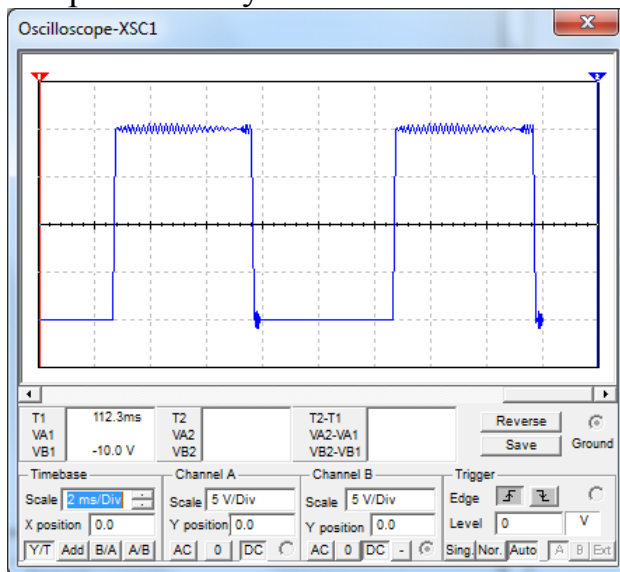 Oscilloscope-XSC1
T1 112.3ms T2 T2-T1 Reverse
VA1 VA2 VA2-VA1
VB1 -10.0 V VB2 VB2-VB1 Save Ground
Timebase Channel A Channel B Trigger
Scale 2 ms/Div Scale 5 V/Div Scale 5 V/Div Edge
X position 0.0 Y position 0.0 Y position 0.0 Level 0 V
Y/T Add B/A A/B AC 0 DC AC 0 DC - Sing. Nor. Auto A B Ext